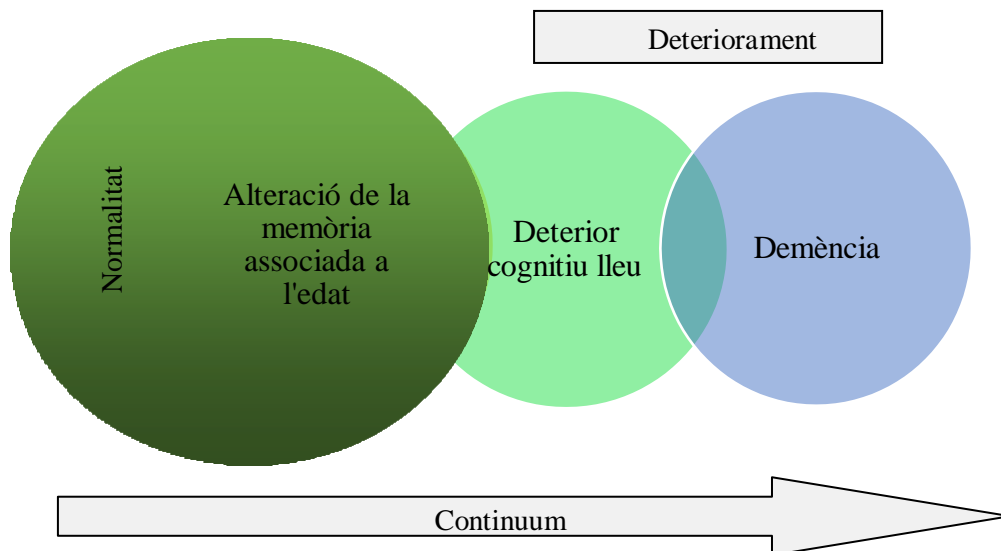 Deteriorament
Normalitat
Alteració de la
memòria
associada a
l'edat
Deterior
cognitiu lleu
Demència
Continuum